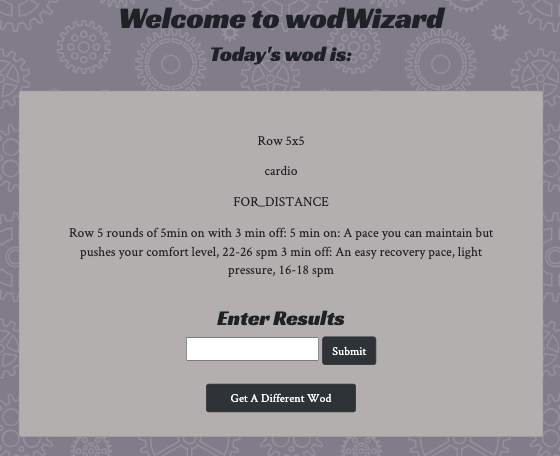 Welcome to wodWizard
Today's wod is:
Row 5x5
cardio
FOR_DISTANCE
Row 5 rounds of 5min on with 3 min off: 5 min on: A pace you can maintain but
pushes your comfort level, 22-26 spm 3 min off: An easy recovery pace, light
pressure, 16-18 spm
Enter Results
Submit
Get A Different Wod